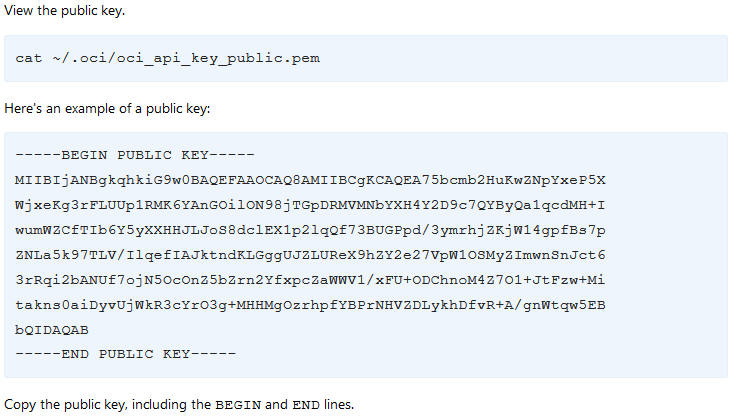 View the public key.
cat ~/.oci/oci_api_key_public.pem
Here's an example of a public key:
-----BEGIN PUBLIC KEY-----
MIIBIjANBgkqhkiG9w0BAQEFAAOCAQ8AMIIBCgKCAQEA75bcmb2HuKwZNpYxeP5X
WjxeKg3rFLUUp1RMK6YAnGOilON98jTGpDRMVMNbYXH4Y2D9c7QYByQa1qcdMH+I
wumWZCfTIb6Y5yXXHHJLJoS8dclEX1p2lqQf73BUGPpd/3ymrhjZKjW14gpfBs7p
ZNLa5k97TLV/IlqefIAJktndKLGggUJZLUReX9hZY2e27VpW1OSMyZImwnSnJct6
3rRqi2bANUf7ojN5OcOnZ5bZrn2YfxpcZaWWV1/xFU+ODChnoM4Z7O1+JtFzw+Mi
takns0aiDyvUjWkR3cYrO3g+MHHMgOzrhpfYBPrNHVZDLykhDfvR+A/gnWtqw5EB
bQIDAQAB
-----END PUBLIC KEY-----
Copy the public key, including the BEGIN and END lines.